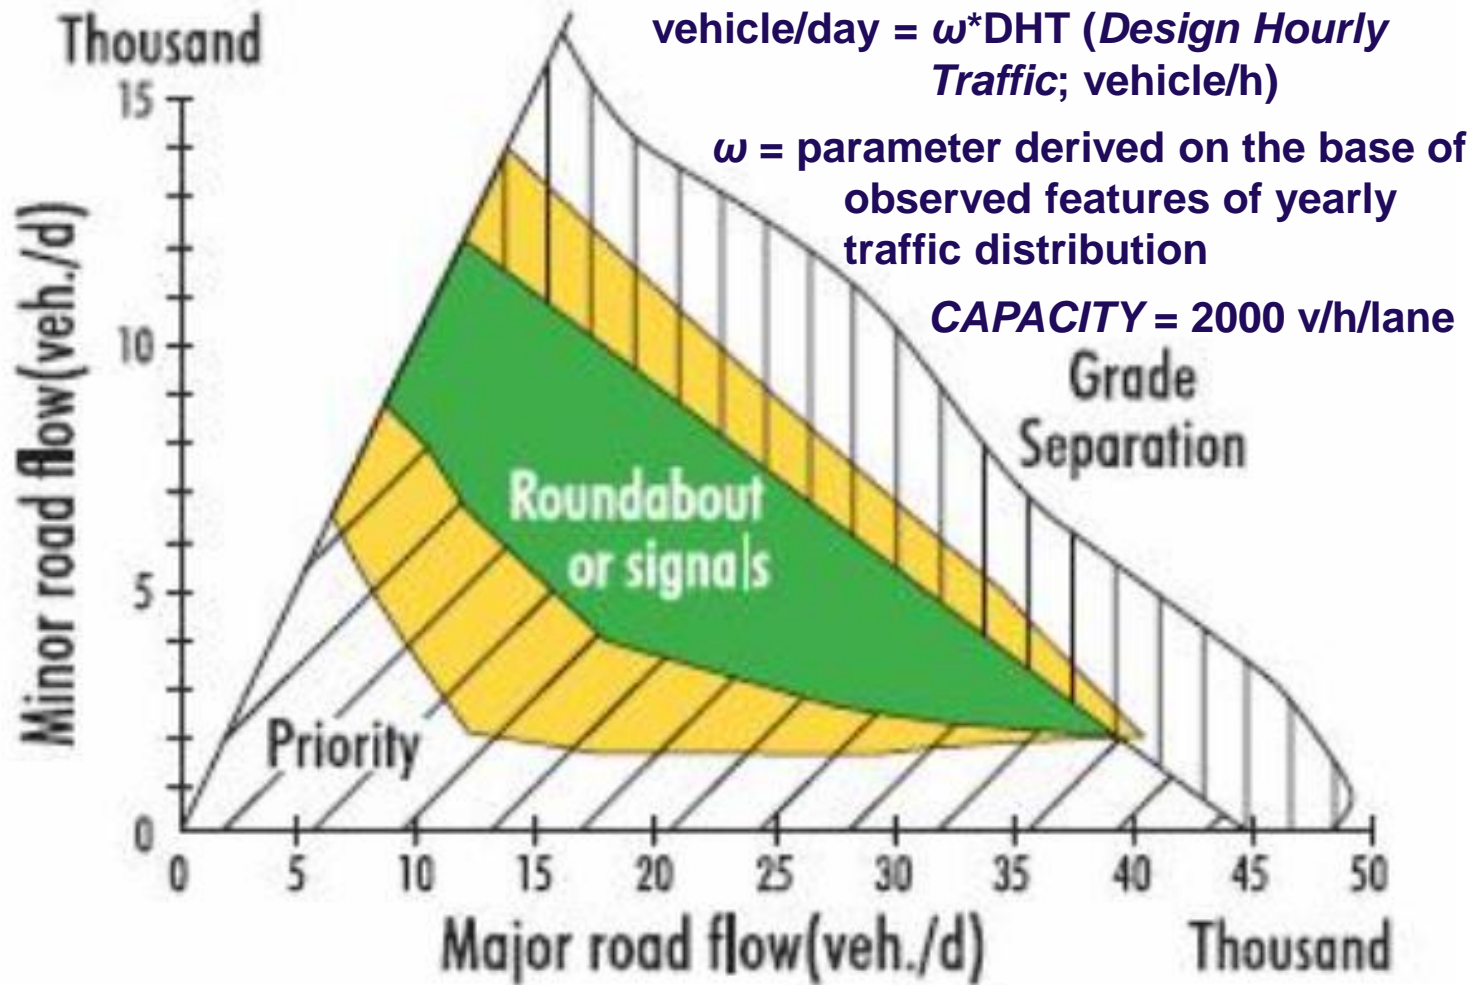 Thousand
vehicle/day = ω*DHT (Design Hourly
Traffic; vehicle/h)
ω = parameter derived on the base of
observed features of yearly
traffic distribution
CAPACITY = 2000 v/h/lane
Grade
Separation
Roundabout
or signals
Priority
Minor road flow(veh./d)
15
10
5
0
0 5 10 15 20 25 30 35 40 45 50
Major road flow(veh./d)
Thousand